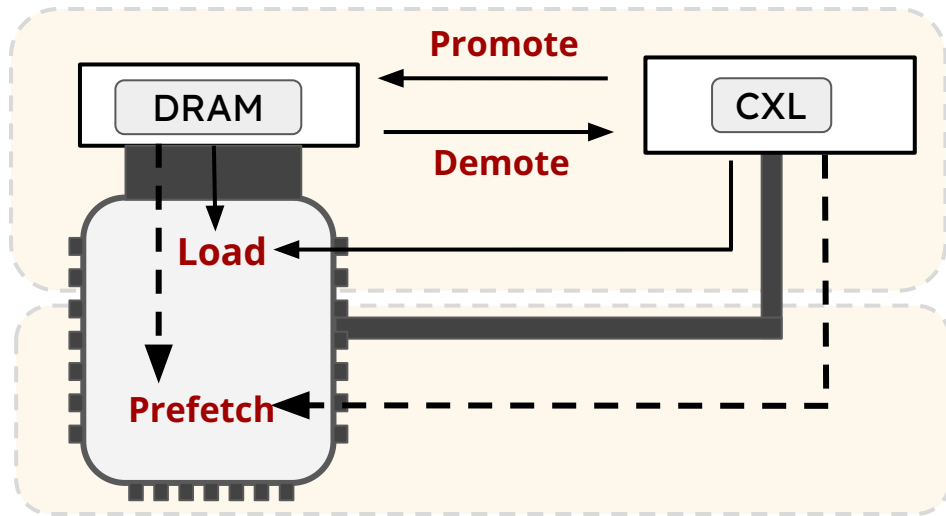 Promote
DRAM
CXL
Demote
Load
Prefetch